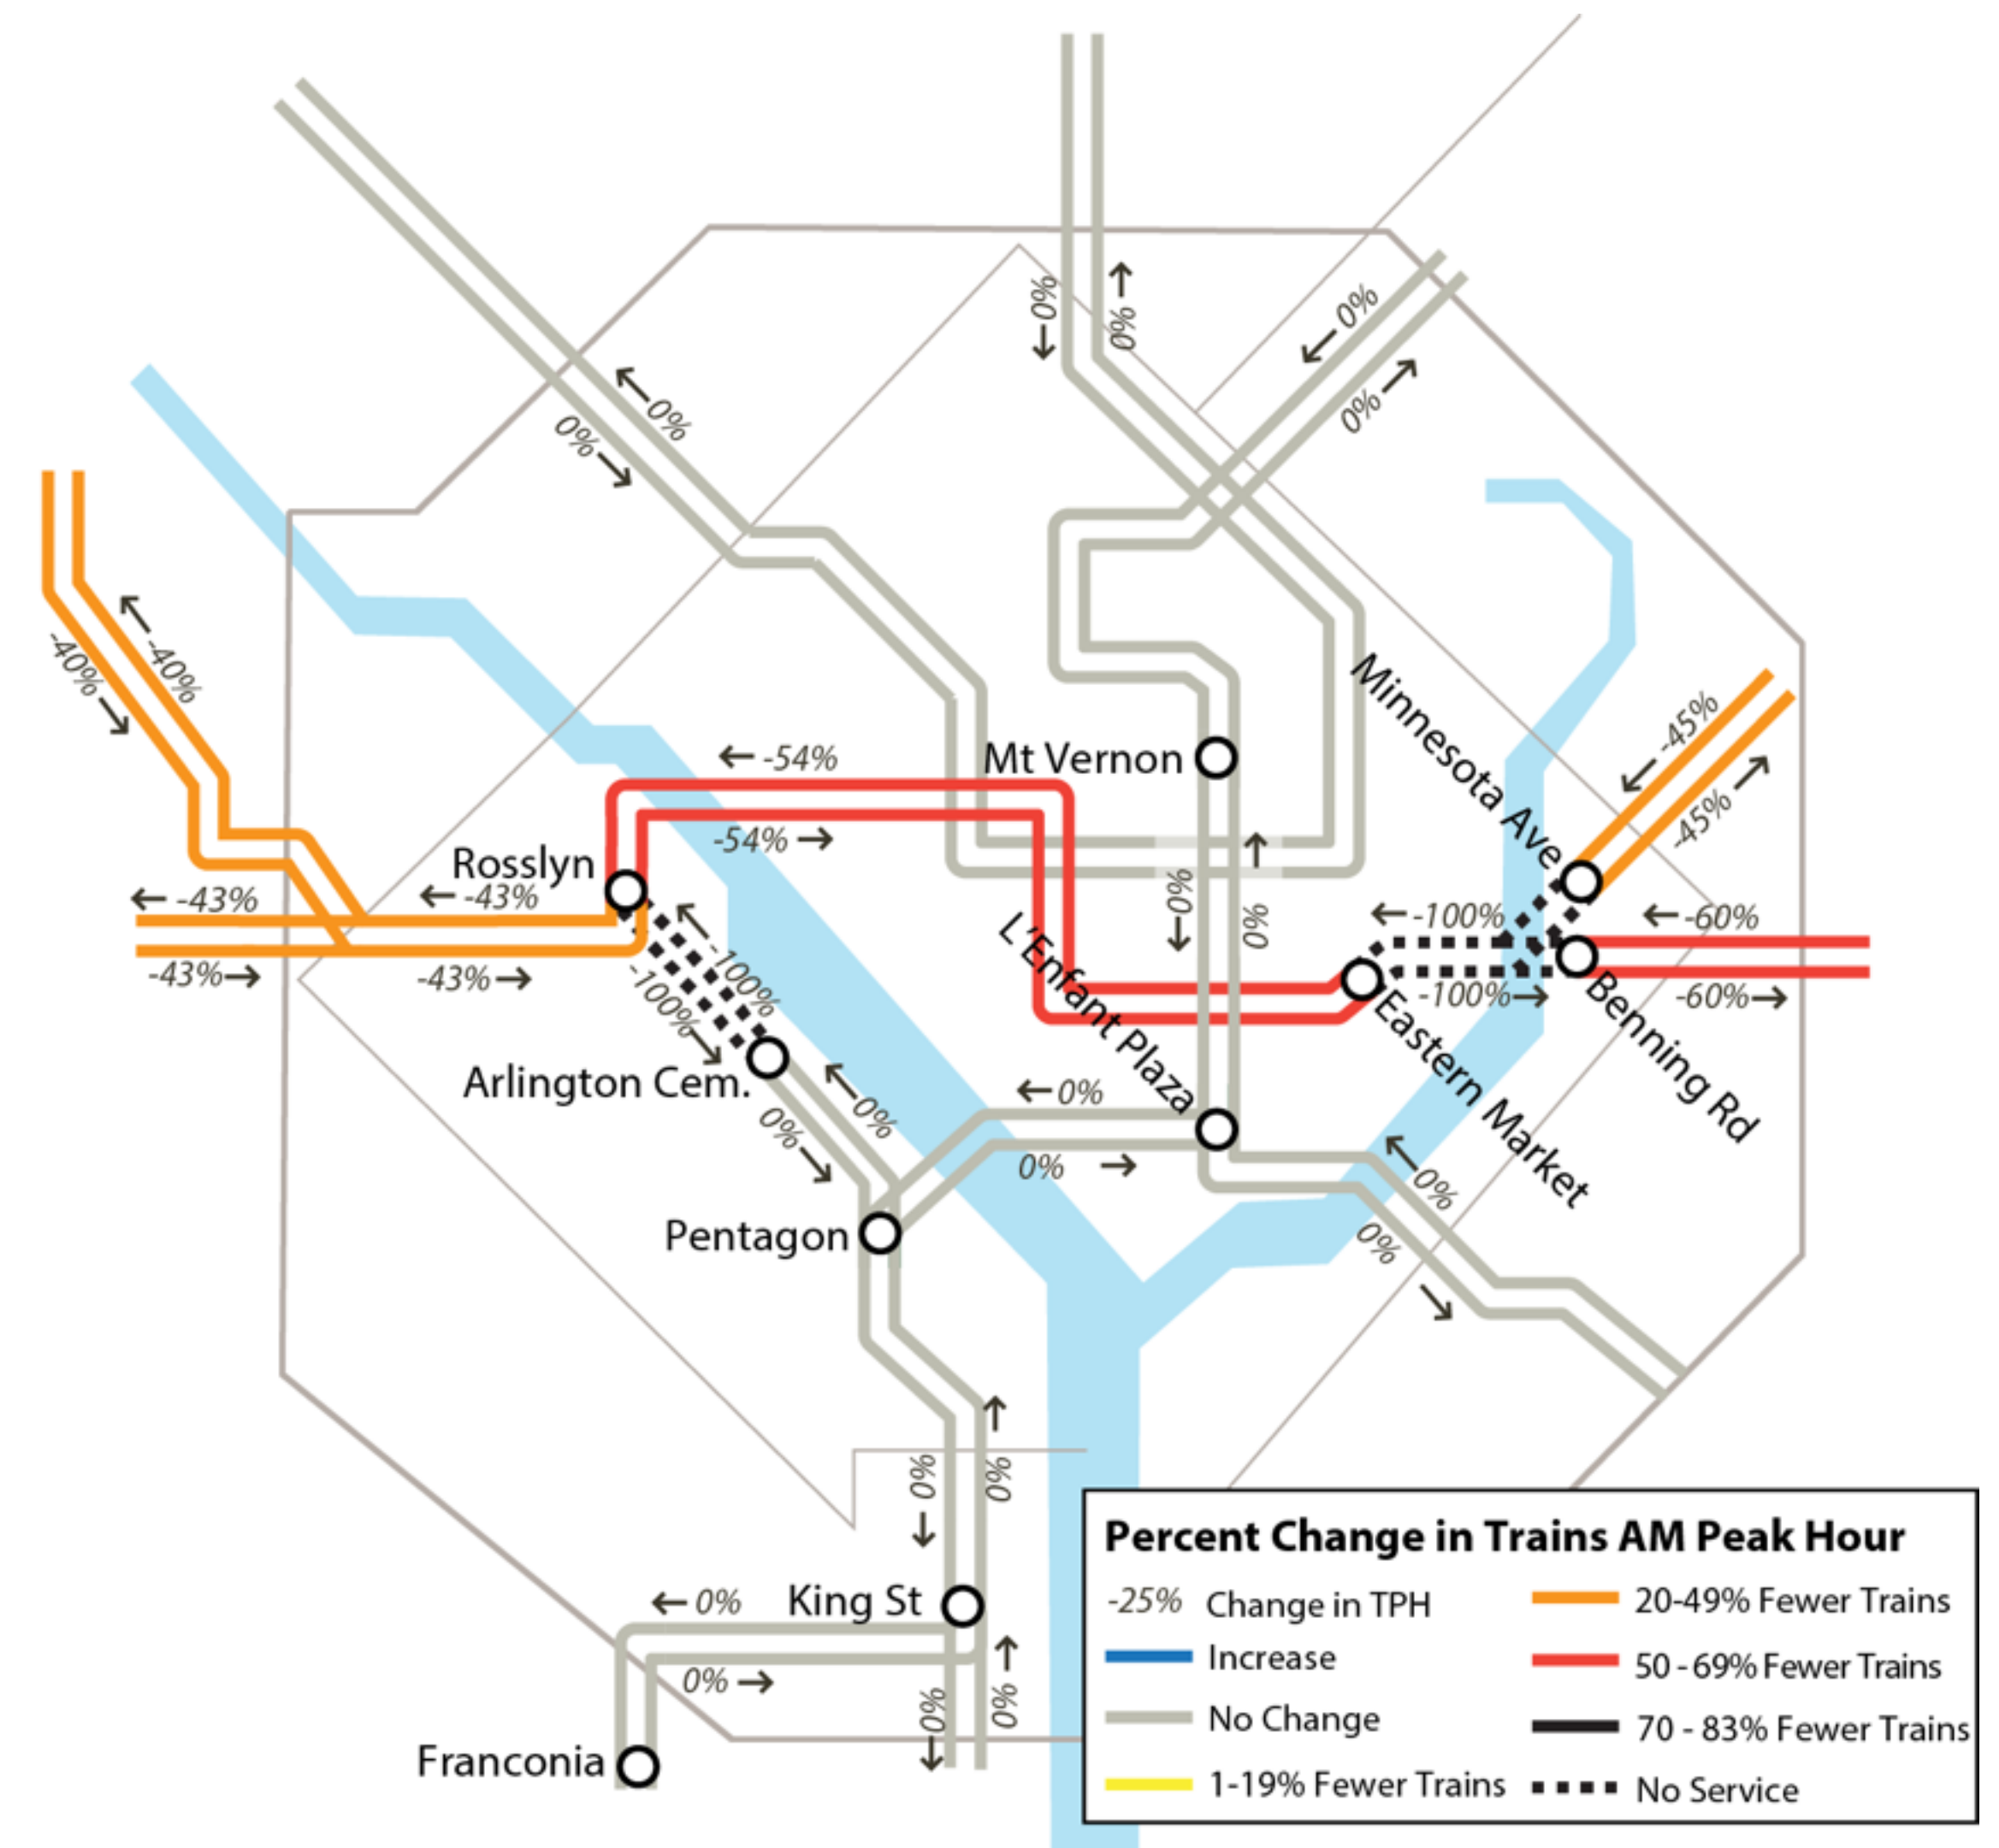 ↑ 0%
0% ↓
← 0%
0% →
← 0%
0% →
-40%
-40%
← -54%
-54% →
Mt Vernon
Minnesota Ave
-45%
-45%
Rosslyn
← -43%
← -43%
-43% →
-43% →
-100%
-100%
Arlington Cem.
0%
0%
L'Enfant Plaza
0%
0%
← -100%
-100% →
← -60%
-60% →
Eastern Market
Benning Rd
← 0%
0% →
Pentagon
0%
0%
0%
0%
King St
← 0%
0% →
0%
0%
Franconia
Percent Change in Trains AM Peak Hour
-25% Change in TPH
Increase
No Change
1-19% Fewer Trains
20-49% Fewer Trains
50 - 69% Fewer Trains
70 - 83% Fewer Trains
No Service